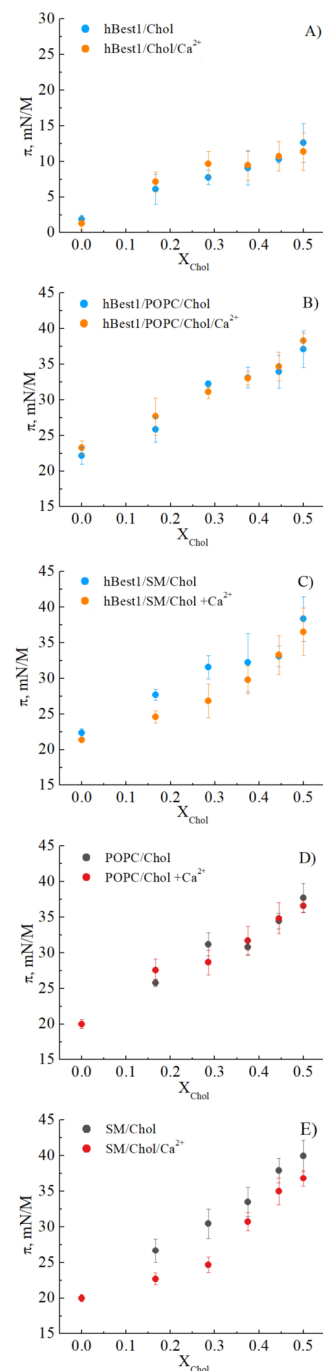 A)
hBest1/Chol
hBest1/Chol/Ca²⁺
30
25
20
15
10
5
0
π, mN/M
0.0 0.1 0.2 0.3 0.4 0.5
X_Chol
B)
hBest1/POPC/Chol
hBest1/POPC/Chol/Ca²⁺
45
40
35
30
25
20
15
π, mN/M
0.0 0.1 0.2 0.3 0.4 0.5
X_Chol
C)
hBest1/SM/Chol
hBest1/SM/Chol +Ca²⁺
45
40
35
30
25
20
15
π, mN/M
0.0 0.1 0.2 0.3 0.4 0.5
X_Chol
D)
POPC/Chol
POPC/Chol +Ca²⁺
45
40
35
30
25
20
15
π, mN/M
0.0 0.1 0.2 0.3 0.4 0.5
X_Chol
E)
SM/Chol
SM/Chol/Ca²⁺
45
40
35
30
25
20
15
π, mN/M
0.0 0.1 0.2 0.3 0.4 0.5
X_Chol